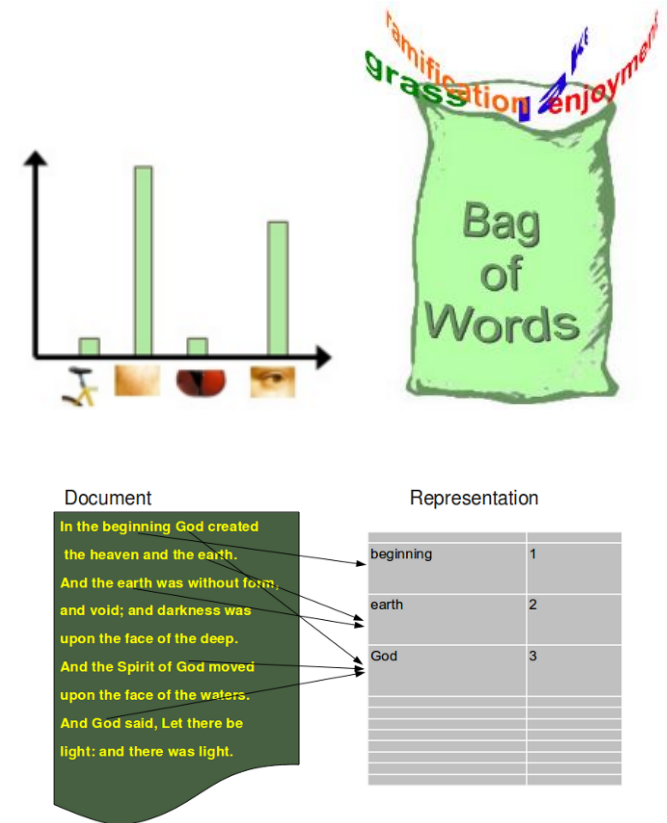 ramification
grass
enjoyment
Bag
of
Words
Document
Representation
In the beginning God created
the heaven and the earth.
And the earth was without form,
and void; and darkness was
upon the face of the deep.
And the Spirit of God moved
upon the face of the waters.
And God said, Let there be
light: and there was light.
beginning 1
earth 2
God 3